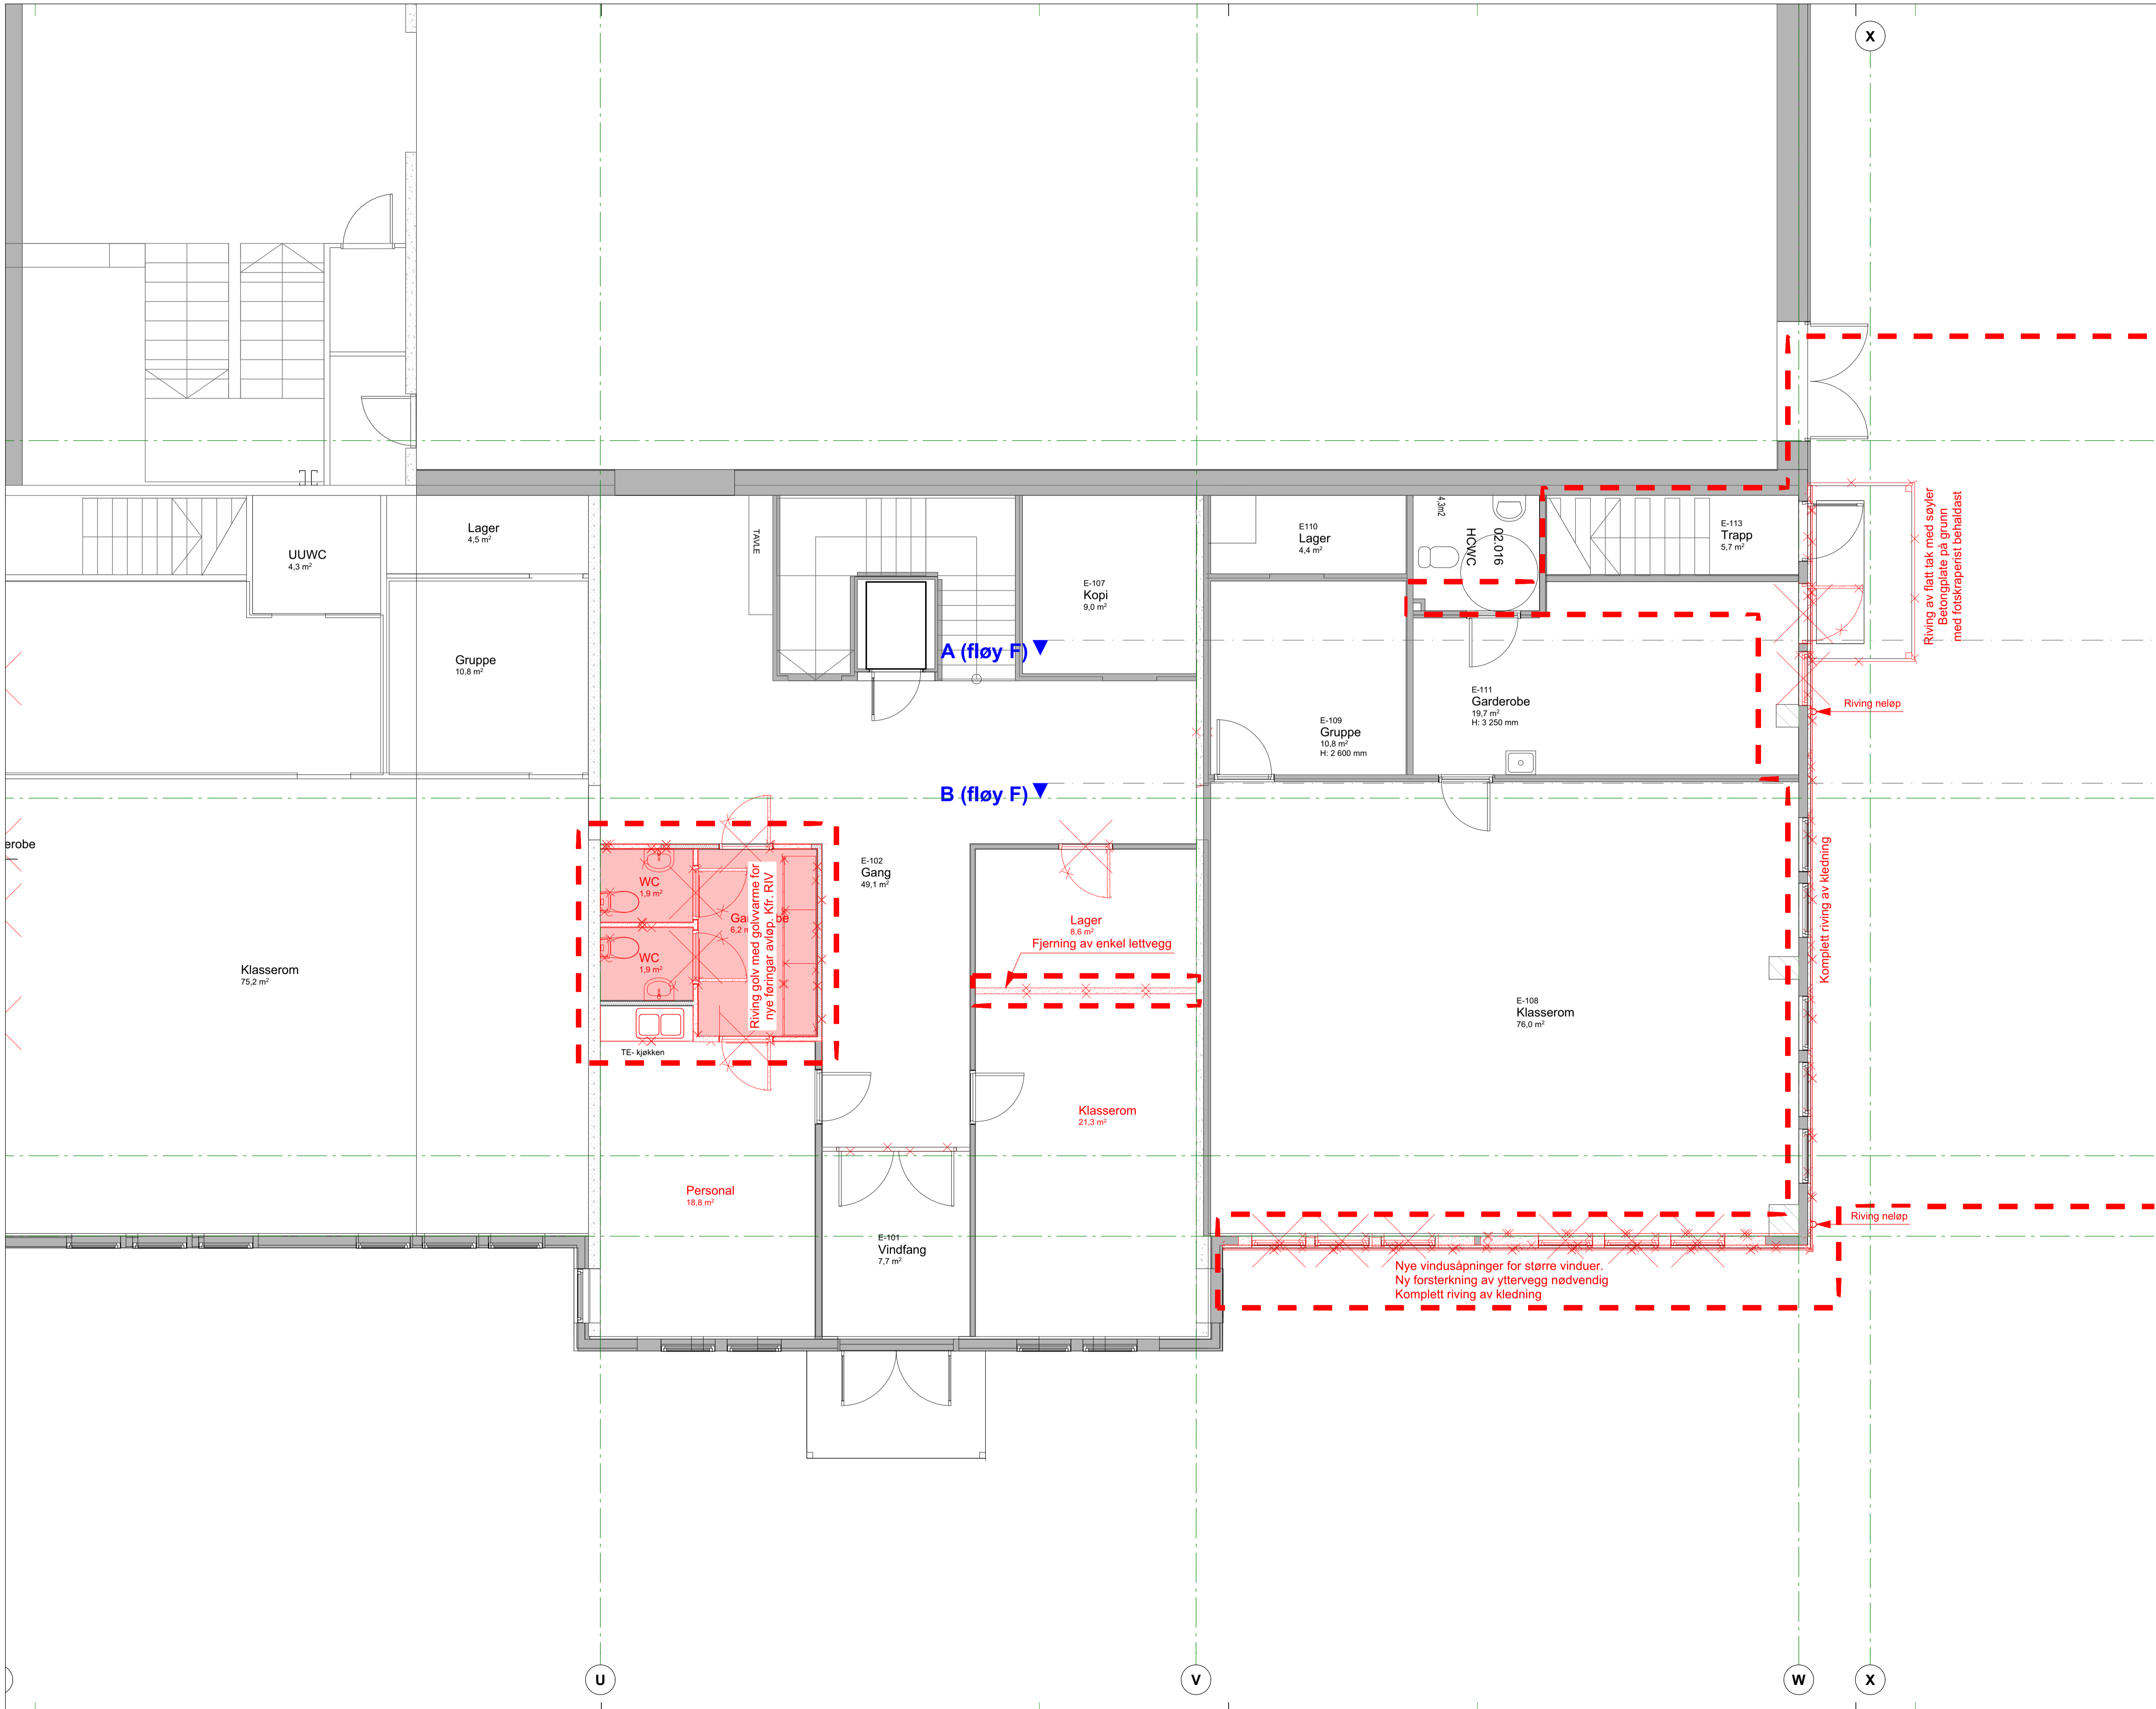 X
Lager
4,5 m²
UUWC
4,3 m²
Gruppe
10,8 m²
TAVLE
E-107
Kopi
9,0 m²
E110
Lager
4,4 m²
4,3m2
HCWC
02.016
E-113
Trapp
5,7 m²
Riving av flatt tak med søyler
Betongplate på grunn
med fotskraperist behaldast
A (fløy F)
B (fløy F)
E-109
Gruppe
10,8 m²
H: 2 600 mm
E-111
Garderobe
19,7 m²
H: 3 250 mm
Riving neløp
erobe
Klasserom
75,2 m²
WC
1,9 m²
WC
1,9 m²
Riving golv med golvvarme for
nye føringar avløp. Kfr. RIV
TE- kjøkken
E-102
Gang
49,1 m²
Lager
8,6 m²
Fjerning av enkel lettvegg
Klasserom
21,3 m²
E-108
Klasserom
76,0 m²
Komplett riving av kledning
Personal
18,8 m²
E-101
Vindfang
7,7 m²
Riving neløp
Nye vindusåpninger for større vinduer.
Ny forsterkning av yttervegg nødvendig
Komplett riving av kledning
U
V
W
X